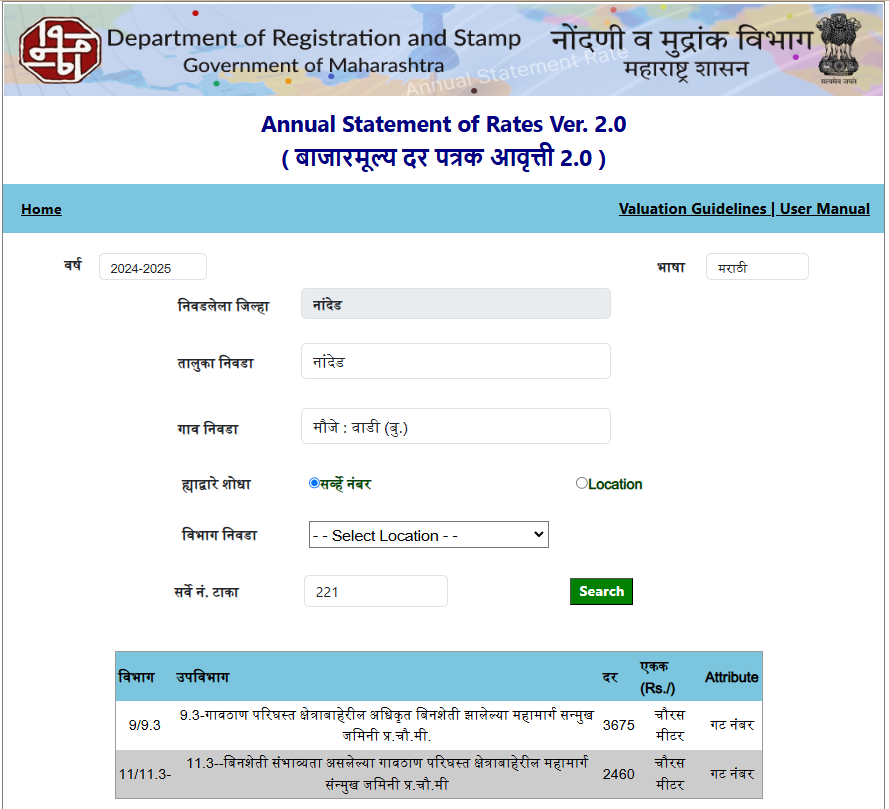 Department of Registration and Stamp
Government of Maharashtra
नोंदणी व मुद्रांक विभाग
महाराष्ट्र शासन
सत्यमेव जयते
Annual Statement Rate
Annual Statement of Rates Ver. 2.0
( बाजारमूल्य दर पत्रक आवृत्ती 2.0 )
Home
Valuation Guidelines | User Manual
वर्ष 2024-2025 भाषा मराठी
निवडलेला जिल्हा नांदेड
तालुका निवडा नांदेड
गाव निवडा मौजे : वाडी (बु.)
ह्याद्वारे शोधा सर्व्हे नंबर Location
विभाग निवडा - - Select Location - -
सर्वे नं. टाका 221 Search
विभाग उपविभाग दर एकक (Rs./) Attribute
9/9.3 9.3-गावठाण परिघस्त क्षेत्राबाहेरील अधिकृत बिनशेती झालेल्या महामार्ग सन्मुख जमिनी प्र.चौ.मी. 3675 चौरस मीटर गट नंबर
11/11.3- 11.3--बिनशेती संभाव्यता असलेल्या गावठाण परिघस्त क्षेत्राबाहेरील महामार्ग संन्मुख जमिनी प्र.चौ.मी 2460 चौरस मीटर गट नंबर